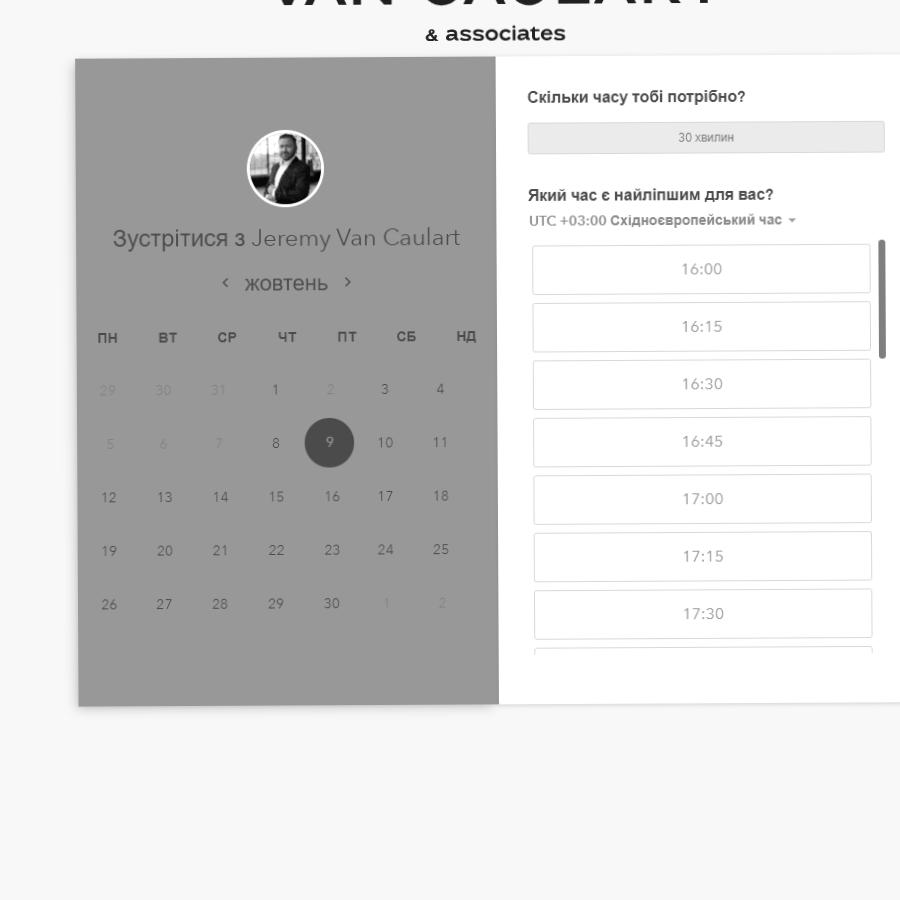 VAN CAULART
& associates
Зустрітися з Jeremy Van Caulart
жовтень
ПН ВТ СР ЧТ ПТ СБ НД
29 30 31 1 2 3 4
5 6 7 8 9 10 11
12 13 14 15 16 17 18
19 20 21 22 23 24 25
26 27 28 29 30 1 2
Скільки часу тобі потрібно?
30 хвилин
Який час є найліпшим для вас?
UTC +03:00 Східноєвропейський час
16:00
16:15
16:30
16:45
17:00
17:15
17:30